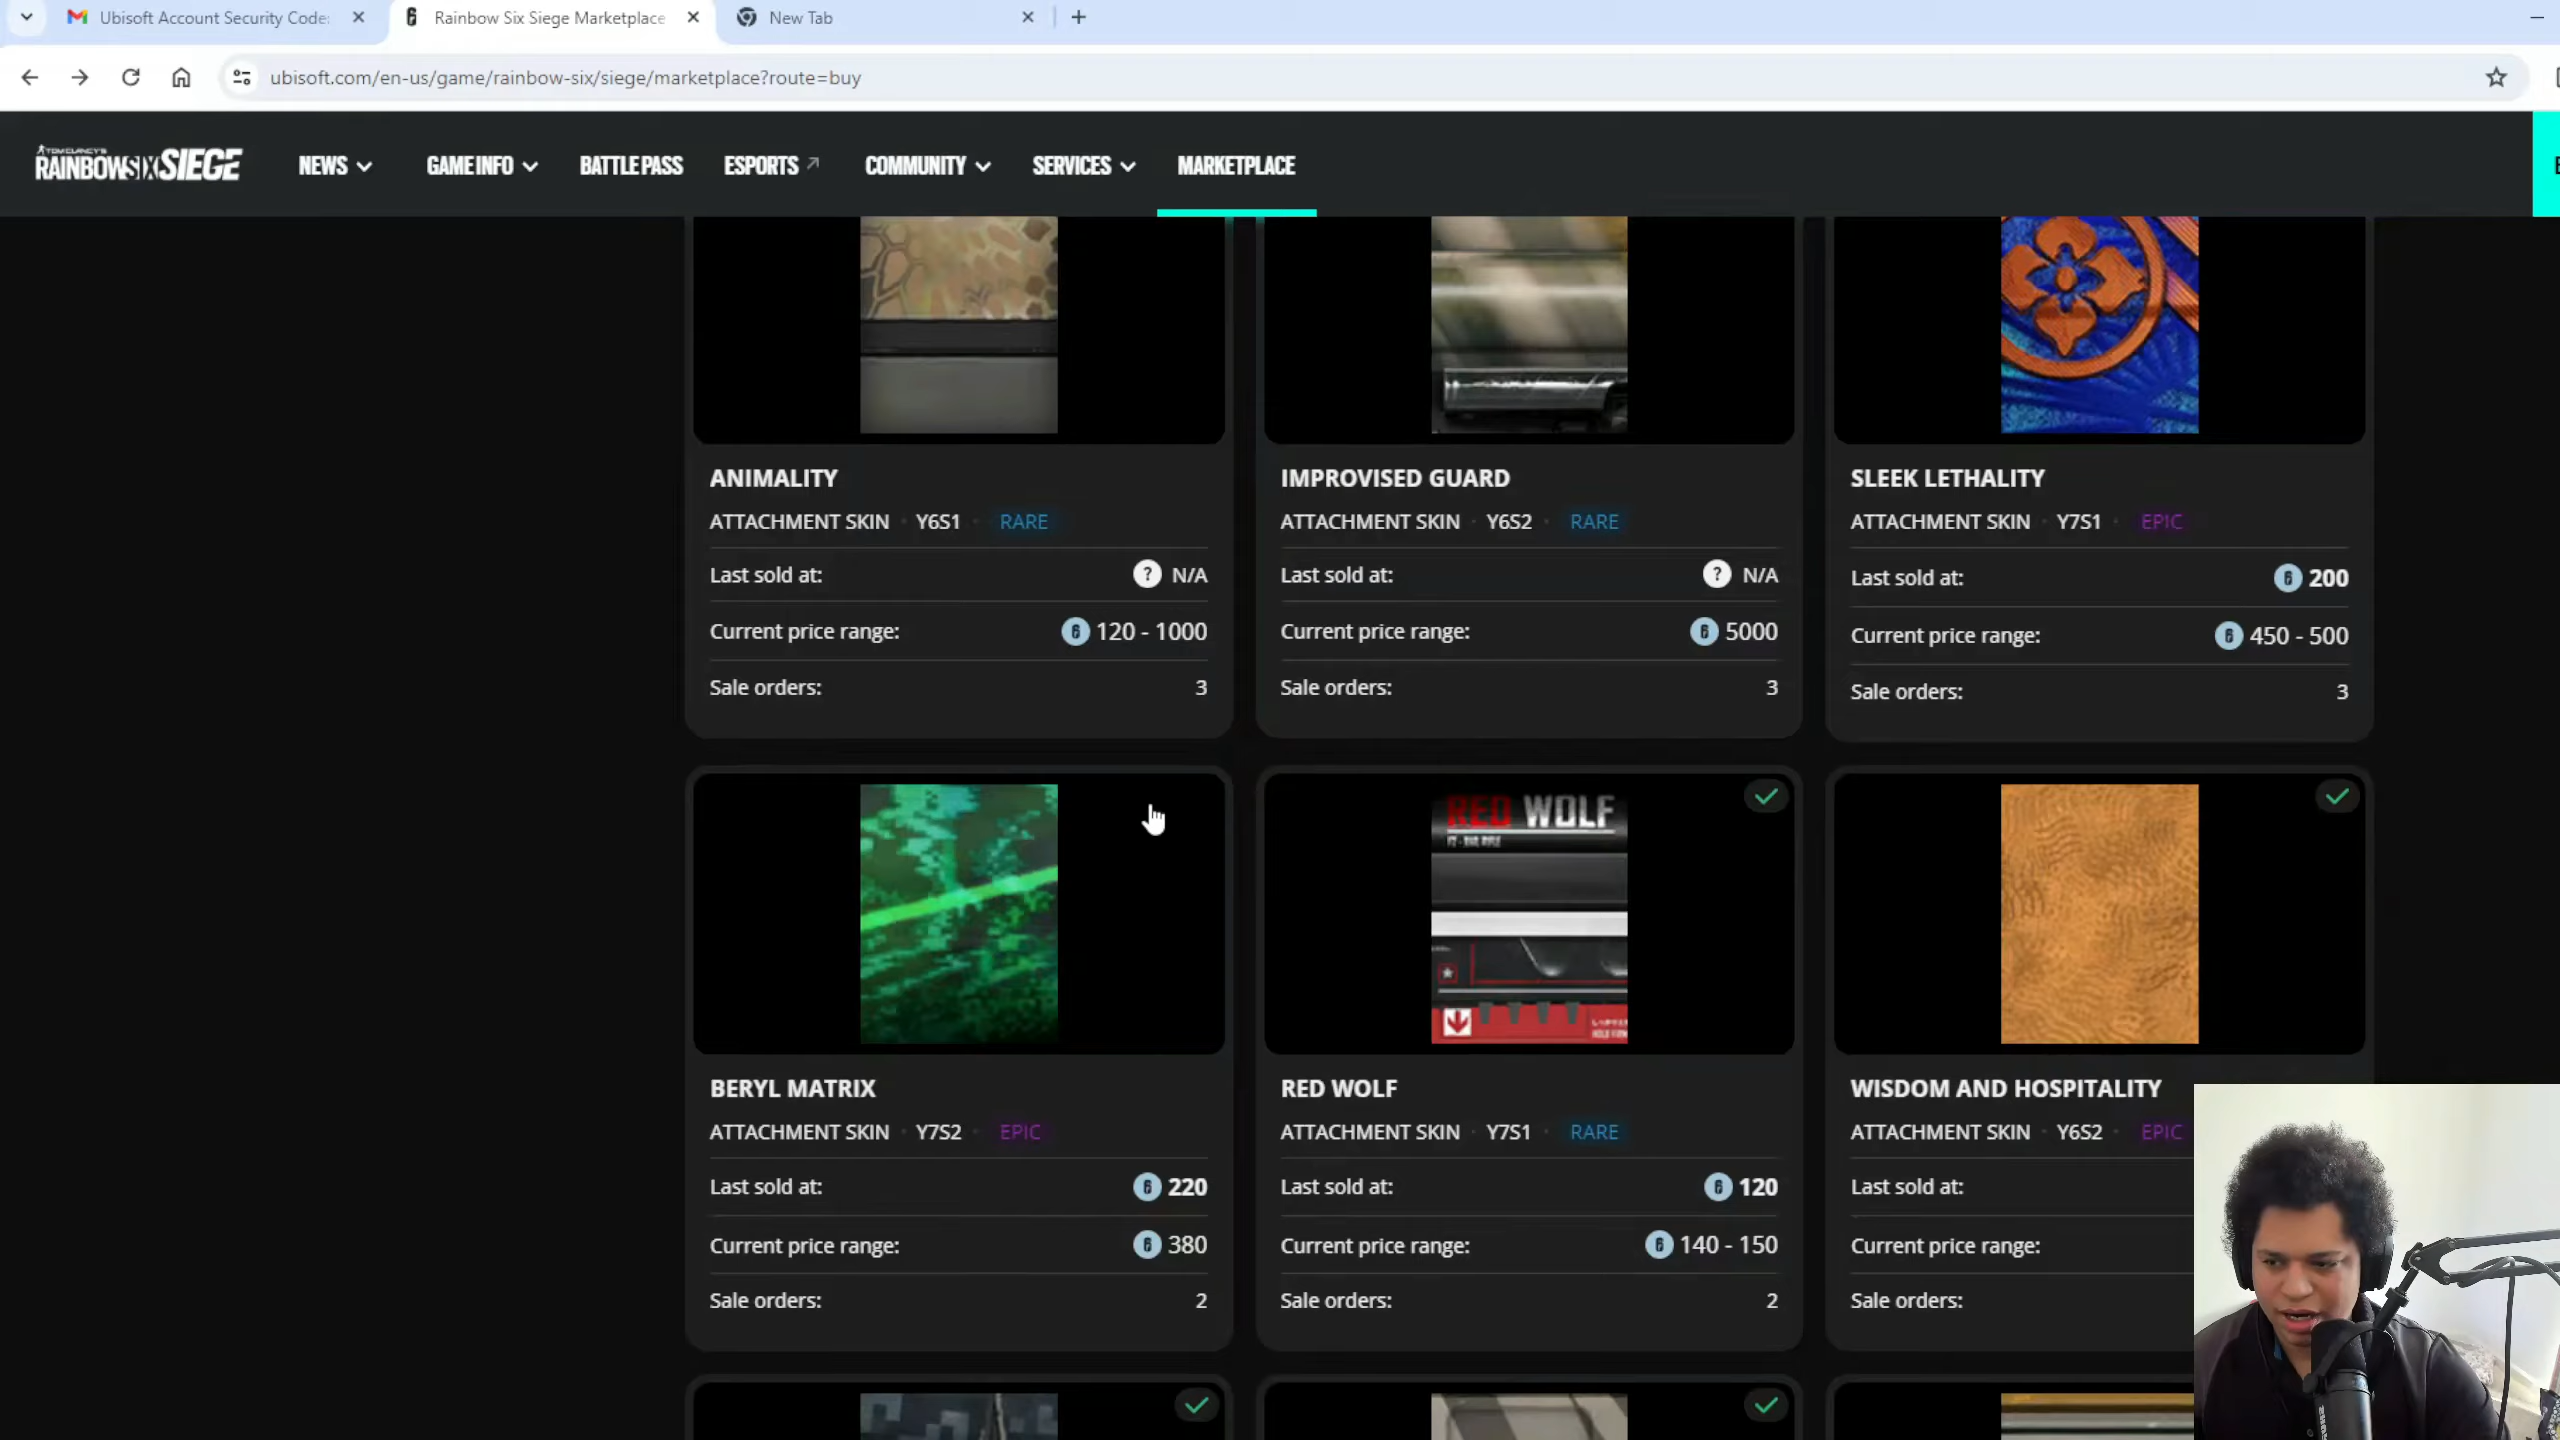 Ubisoft Account Security Code:
Rainbow Six Siege Marketplace
New Tab
ubisoft.com/en-us/game/rainbow-six/siege/marketplace?route=buy
TOM CLANCY'S
RAINBOWSIXSIEGE
NEWS
GAME INFO
BATTLE PASS
ESPORTS
COMMUNITY
SERVICES
MARKETPLACE
ANIMALITY
ATTACHMENT SKIN · Y6S1 · RARE
Last sold at: ? N/A
Current price range: 120 - 1000
Sale orders: 3
IMPROVISED GUARD
ATTACHMENT SKIN · Y6S2 · RARE
Last sold at: ? N/A
Current price range: 5000
Sale orders: 3
SLEEK LETHALITY
ATTACHMENT SKIN · Y7S1 · EPIC
Last sold at: 200
Current price range: 450 - 500
Sale orders: 3
BERYL MATRIX
ATTACHMENT SKIN · Y7S2 · EPIC
Last sold at: 220
Current price range: 380
Sale orders: 2
RED WOLF
RED WOLF
ATTACHMENT SKIN · Y7S1 · RARE
Last sold at: 120
Current price range: 140 - 150
Sale orders: 2
WISDOM AND HOSPITALITY
ATTACHMENT SKIN · Y6S2 · EPIC
Last sold at:
Current price range:
Sale orders: